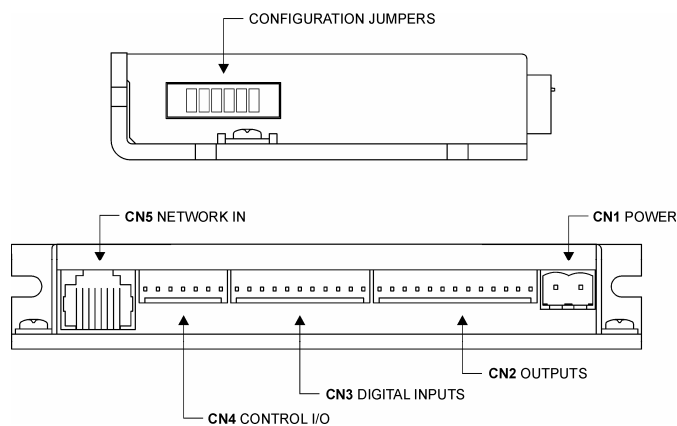 CONFIGURATION JUMPERS
CN5 NETWORK IN
CN1 POWER
CN2 OUTPUTS
CN3 DIGITAL INPUTS
CN4 CONTROL I/O